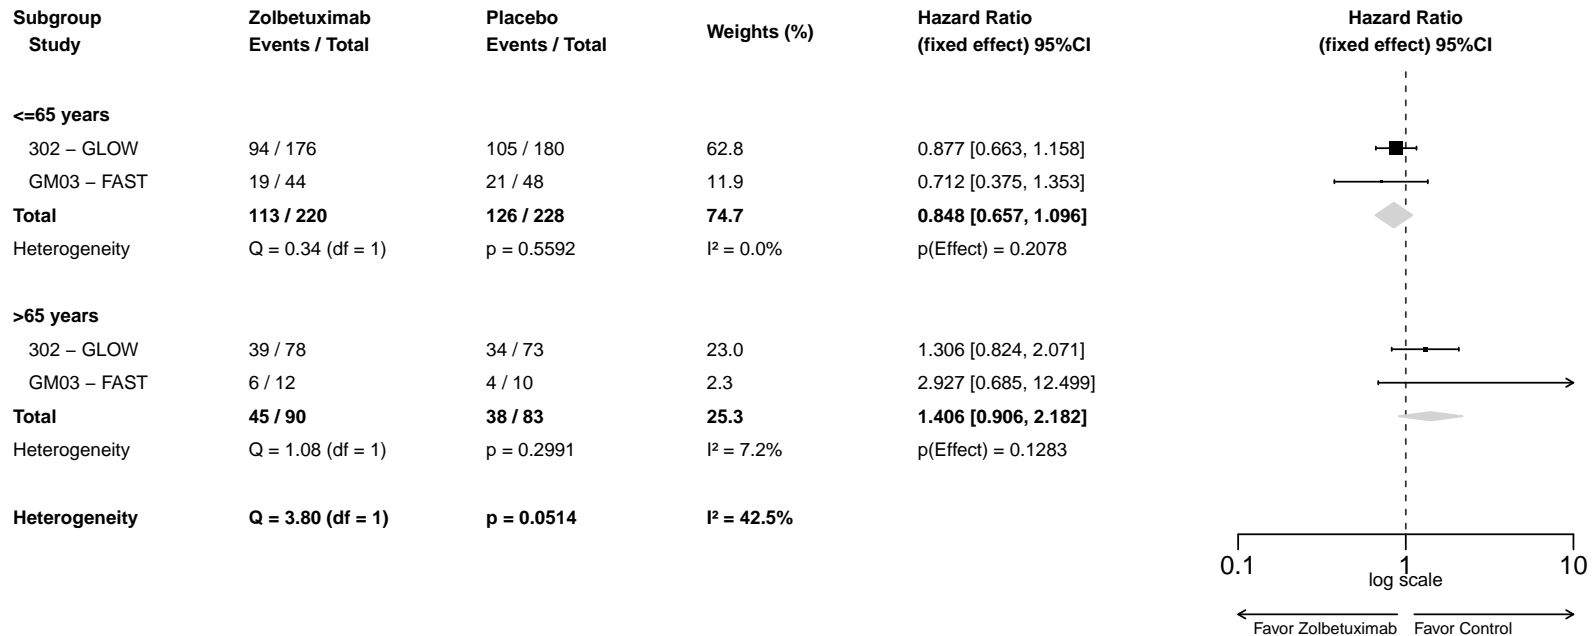 Subgroup Zolbetuximab Placebo Weights (%) Hazard Ratio Hazard Ratio
Study Events / Total Events / Total (fixed effect) 95%CI (fixed effect) 95%CI
<=65 years
302 – GLOW 94 / 176 105 / 180 62.8 0.877 [0.663, 1.158]
GM03 – FAST 19 / 44 21 / 48 11.9 0.712 [0.375, 1.353]
Total 113 / 220 126 / 228 74.7 0.848 [0.657, 1.096]
Heterogeneity Q = 0.34 (df = 1) p = 0.5592 I² = 0.0% p(Effect) = 0.2078
>65 years
302 – GLOW 39 / 78 34 / 73 23.0 1.306 [0.824, 2.071]
GM03 – FAST 6 / 12 4 / 10 2.3 2.927 [0.685, 12.499]
Total 45 / 90 38 / 83 25.3 1.406 [0.906, 2.182]
Heterogeneity Q = 1.08 (df = 1) p = 0.2991 I² = 7.2% p(Effect) = 0.1283
Heterogeneity Q = 3.80 (df = 1) p = 0.0514 I² = 42.5%
0.1 1 10
log scale
Favor Zolbetuximab Favor Control